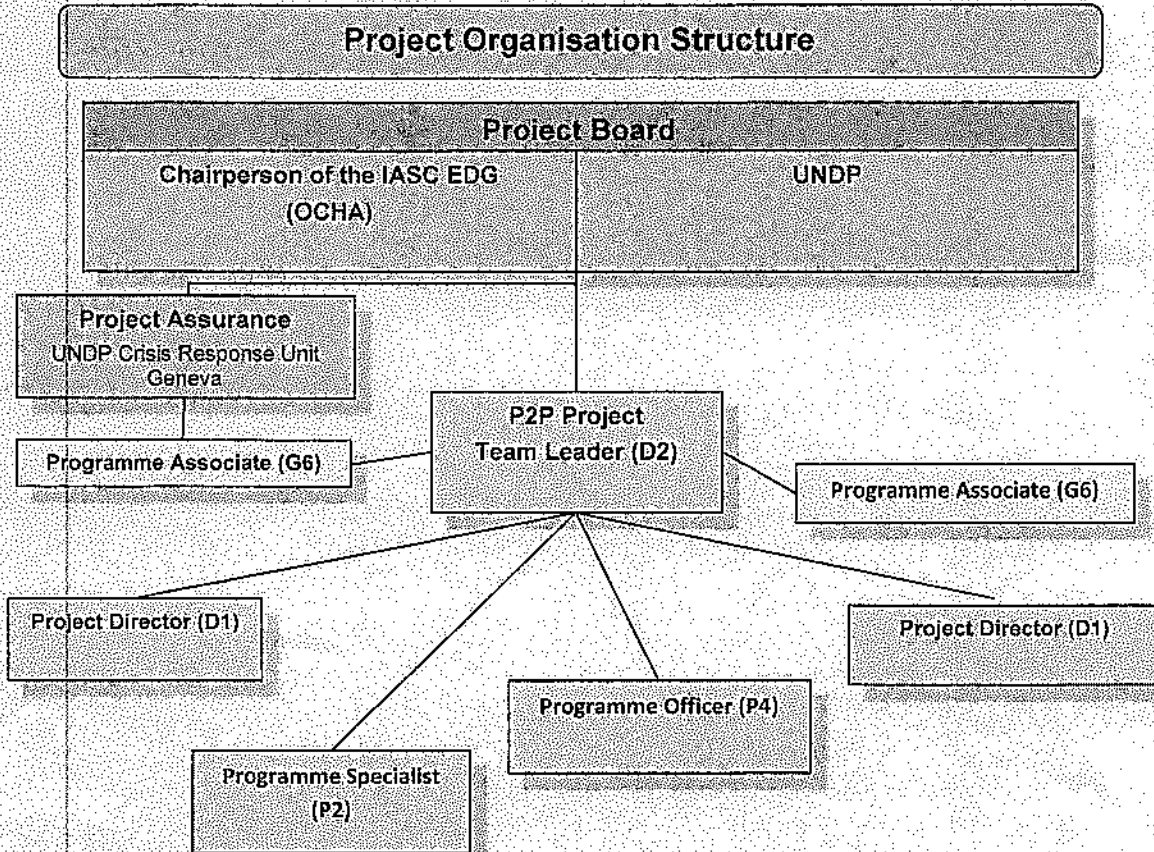 Project Organisation Structure
Project Board
Chairperson of the IASC EDG
(OCHA)
UNDP
Project Assurance
UNDP Crisis Response Unit
Geneva
P2P Project
Team Leader (D2)
Programme Associate (G6)
Programme Associate (G6)
Project Director (D1)
Project Director (D1)
Programme Officer (P4)
Programme Specialist
(P2)